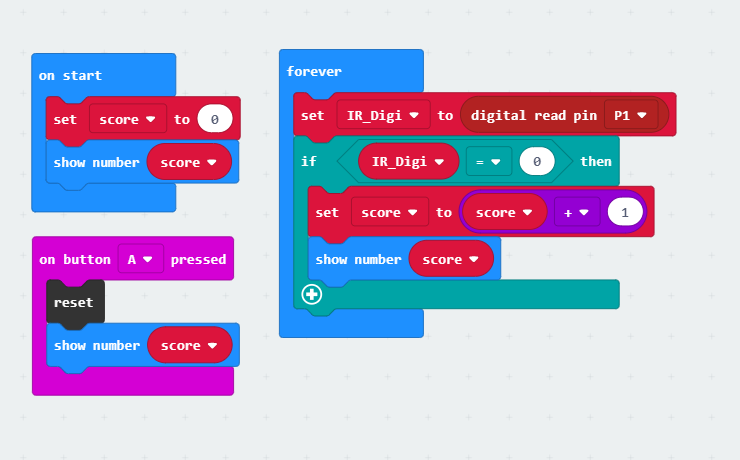 on start
set score to 0
show number score
on button A pressed
reset
show number score
forever
set IR_Digi to digital read pin P1
if IR_Digi = 0 then
set score to score + 1
show number score